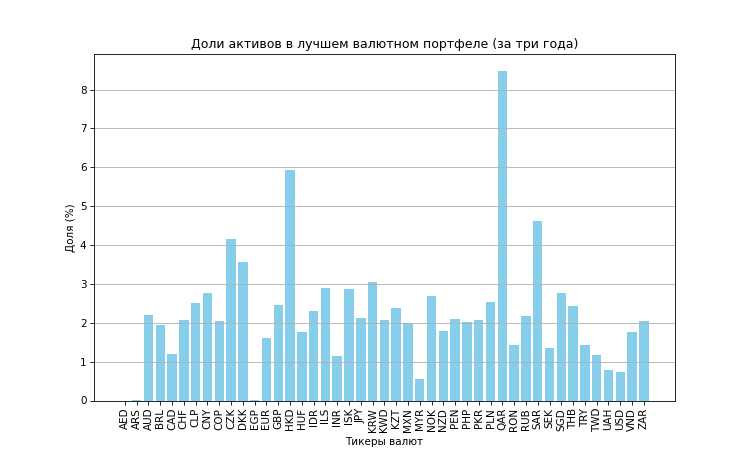 Доли активов в лучшем валютном портфеле (за три года)
Доля (%)
8
7
6
5
4
3
2
1
0
AED ARS AUD BRL CAD CHF CLP CNY COP CZK DKK EGP EUR GBP HKD HUF IDR ILS INR ISK JPY KRW KWD KZT MXN MYR NOK NZD PEN PHP PKR PLN QAR RON RUB SAR SEK SGD THB TRY TWD UAH USD VND ZAR
Тикеры валют